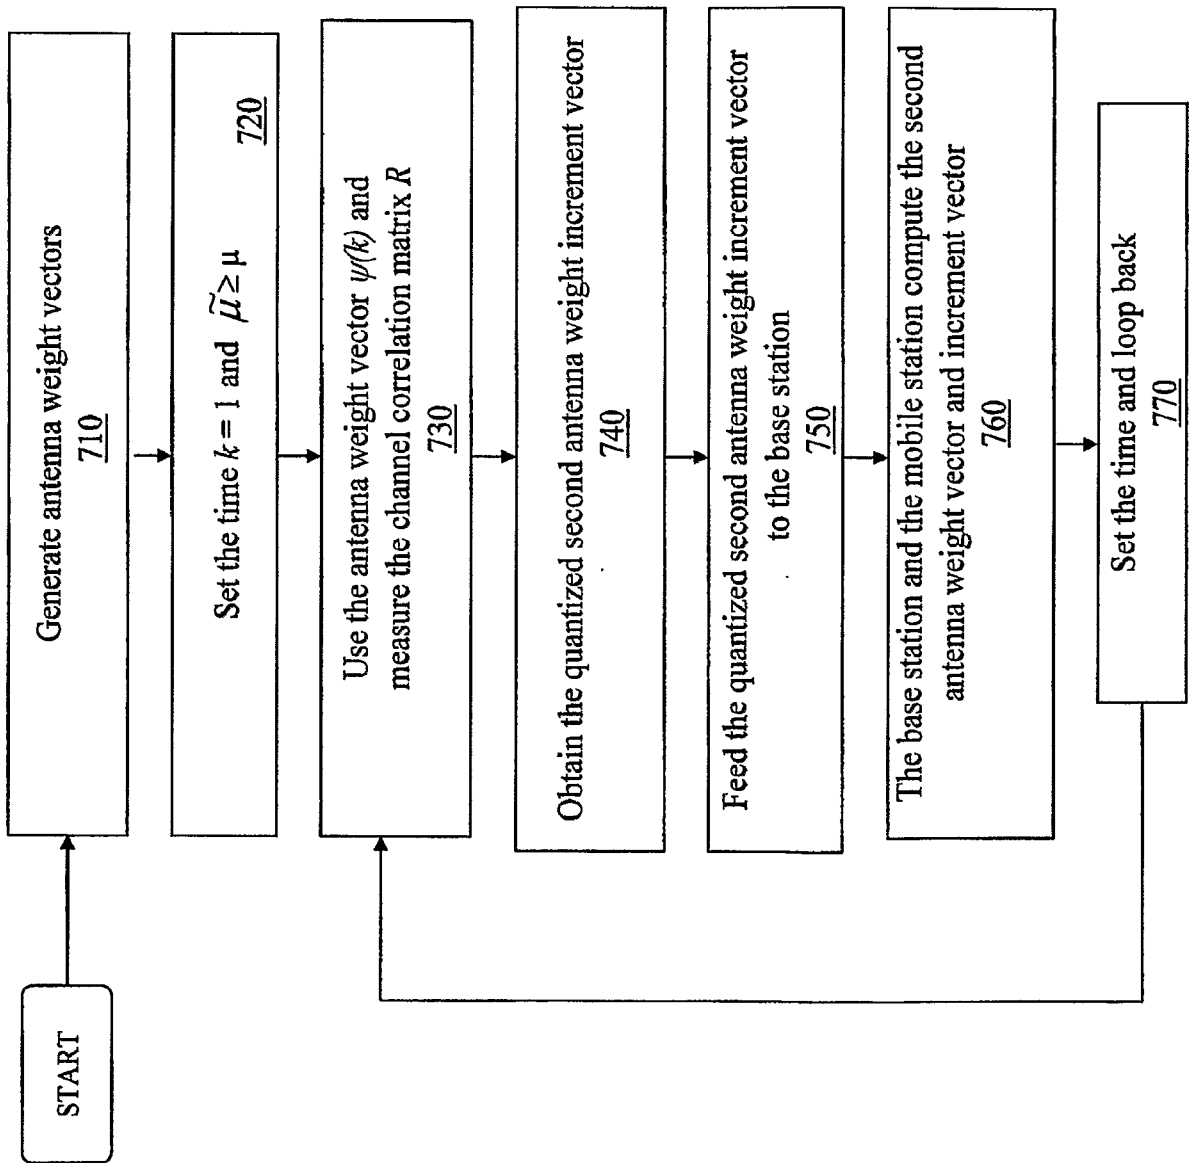 START
Generate antenna weight vectors
710
Set the time k = 1 and μ̃ ≥ μ
720
Use the antenna weight vector ψ(k) and
measure the channel correlation matrix R
730
Obtain the quantized second antenna weight increment vector
740
Feed the quantized second antenna weight increment vector
to the base station
750
The base station and the mobile station compute the second
antenna weight vector and increment vector
760
Set the time and loop back
770